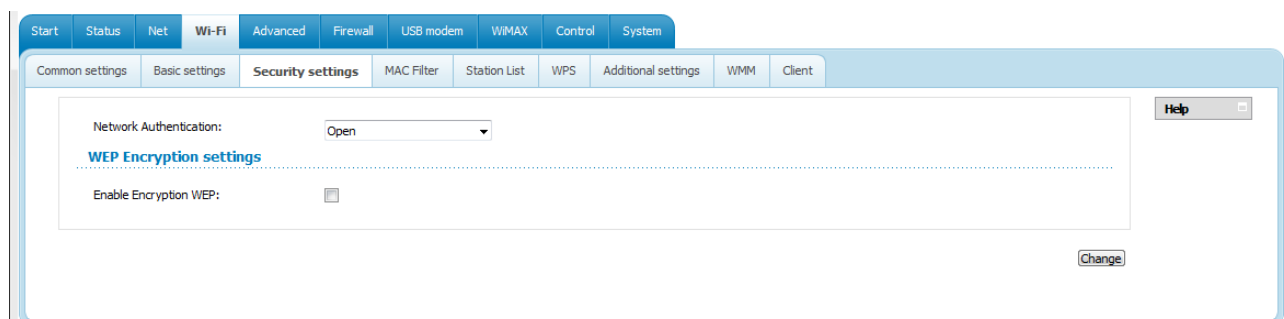 Start Status Net Wi-Fi Advanced Firewall USB modem WiMAX Control System
Common settings Basic settings Security settings MAC Filter Station List WPS Additional settings WMM Client
Help
Network Authentication: Open
WEP Encryption settings
Enable Encryption WEP:
Change